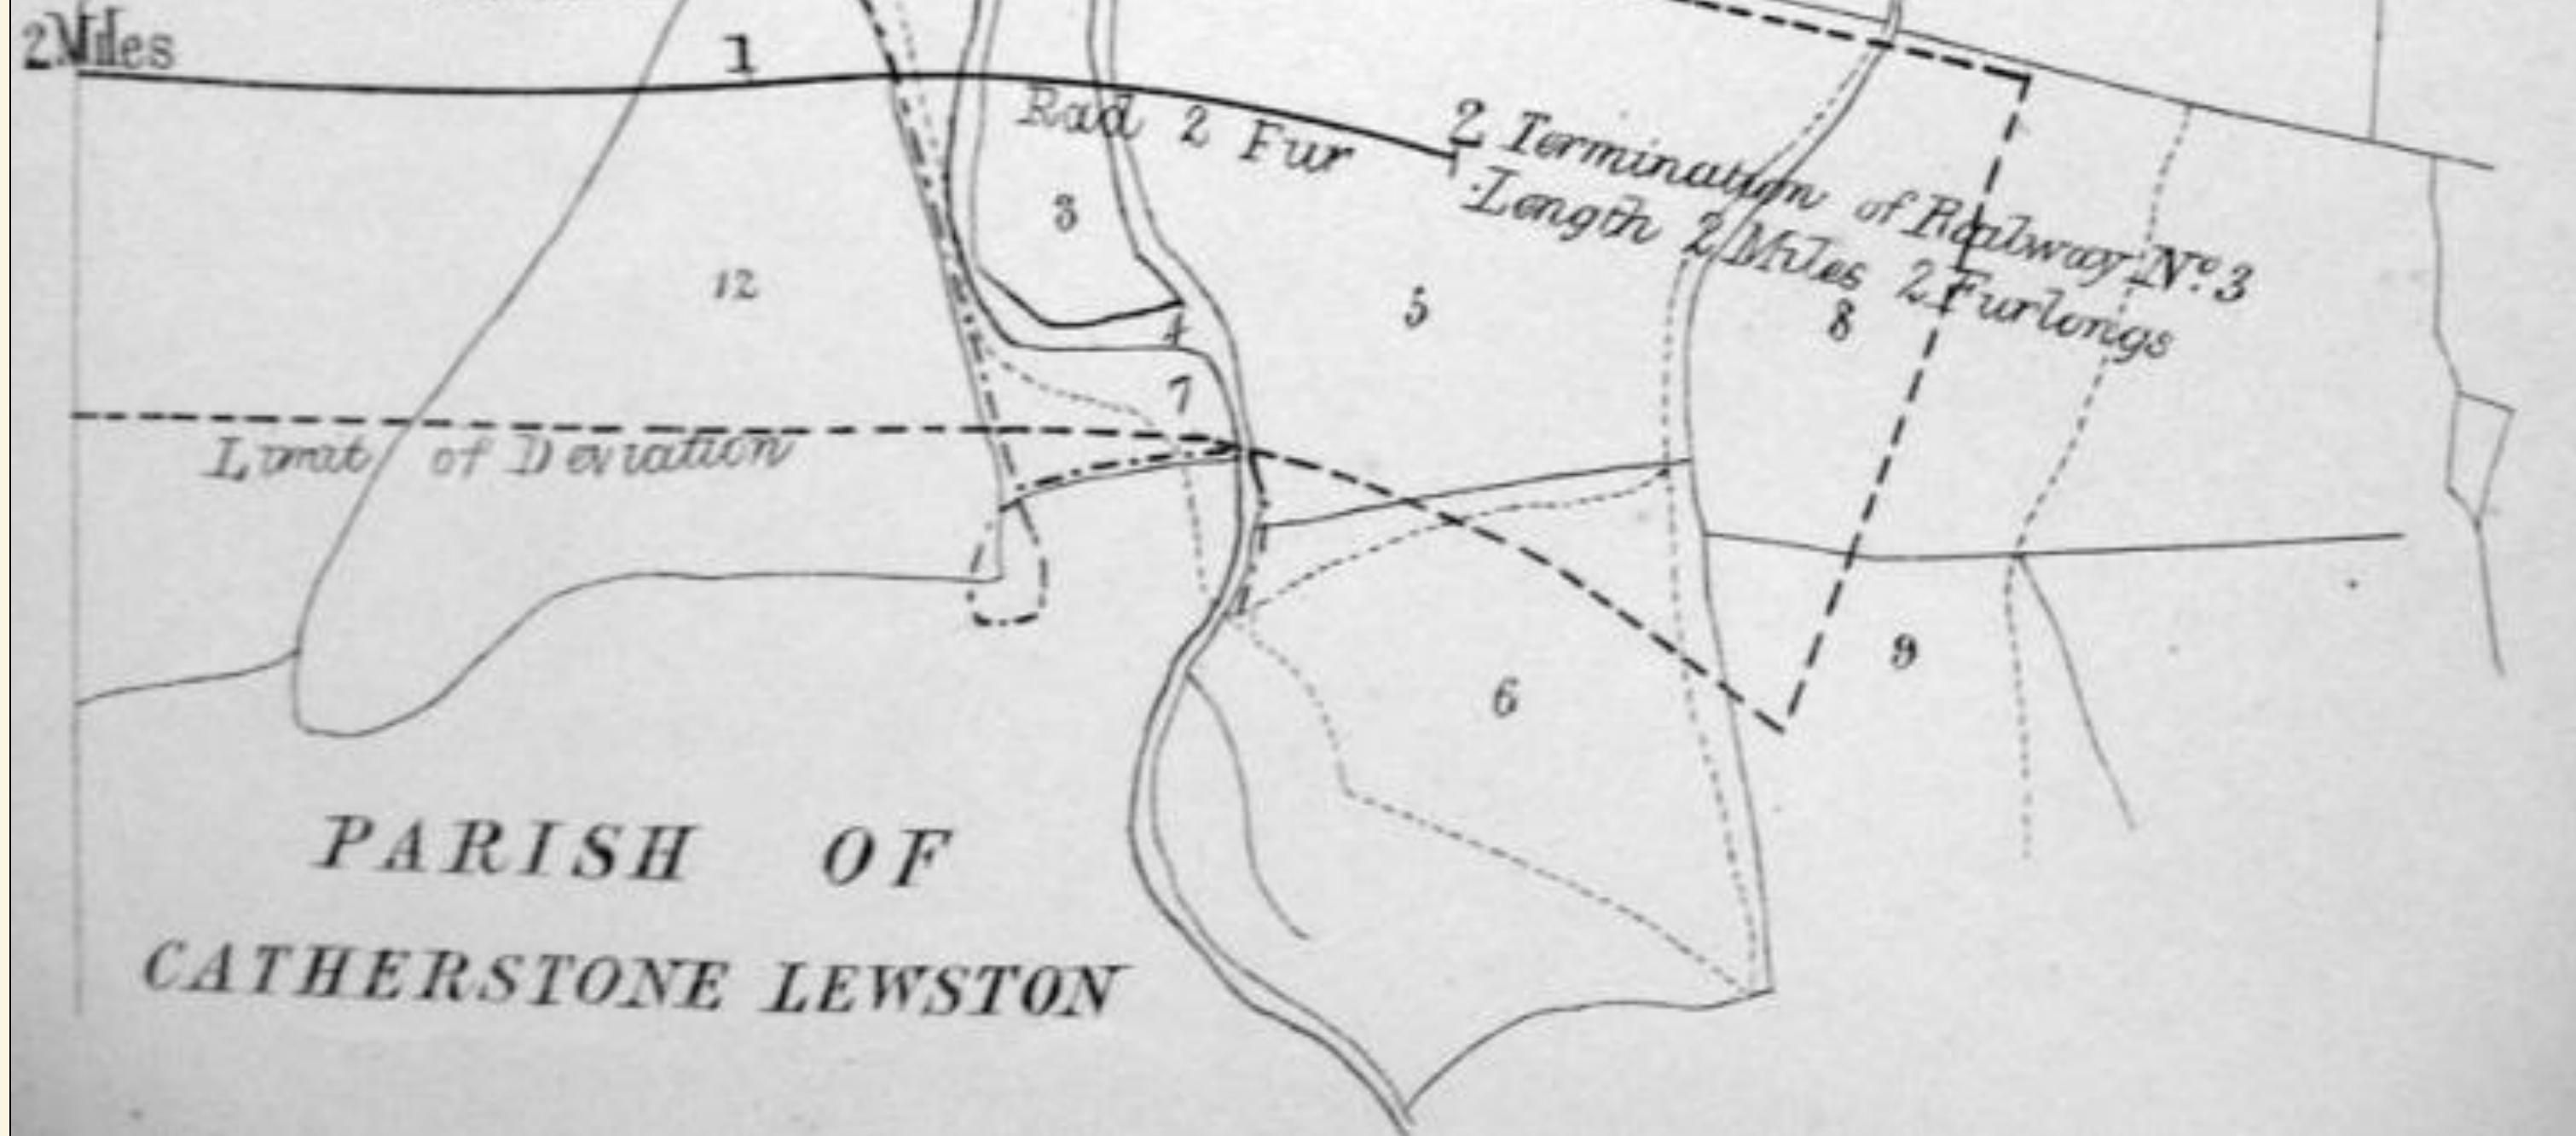 2 Miles
1
Rad 2 Fur
2 Termination of Railway No. 3
Length 2 Miles 2 Furlongs
3
12
5
8
4
7
Limit of Deviation
9
6
PARISH OF
CATHERSTONE LEWSTON